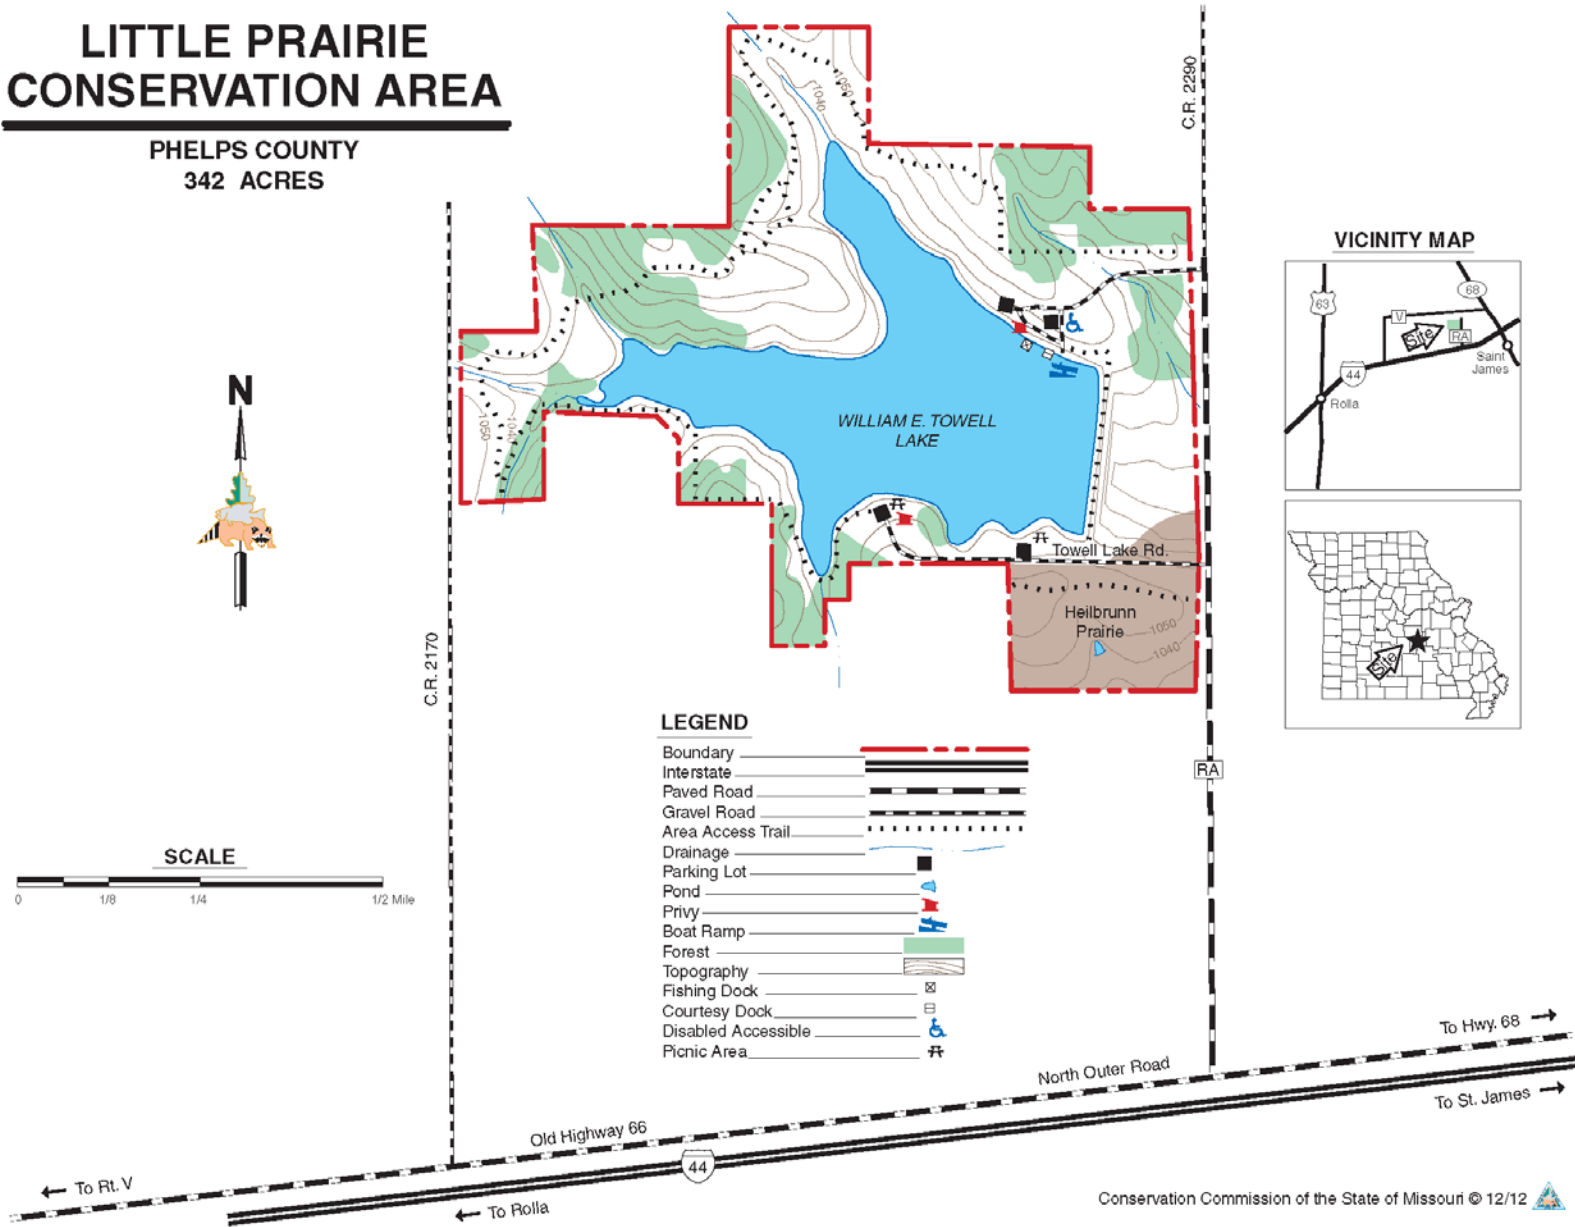 LITTLE PRAIRIE
CONSERVATION AREA
PHELPS COUNTY
342 ACRES
C.R. 2290
1050
1040
VICINITY MAP
63
68
V
Site
RA
Saint
James
44
Rolla
N
1050
1040
WILLIAM E. TOWELL
LAKE
Towell Lake Rd.
Heilbrunn
Prairie
1050
1040
Site
C.R. 2170
RA
LEGEND
Boundary
Interstate
Paved Road
Gravel Road
Area Access Trail
Drainage
Parking Lot
Pond
Privy
Boat Ramp
Forest
Topography
Fishing Dock
Courtesy Dock
Disabled Accessible
Picnic Area
SCALE
0 1/8 1/4 1/2 Mile
To Hwy. 68
North Outer Road
To St. James
Old Highway 66
44
To Rt. V
To Rolla
Conservation Commission of the State of Missouri © 12/12